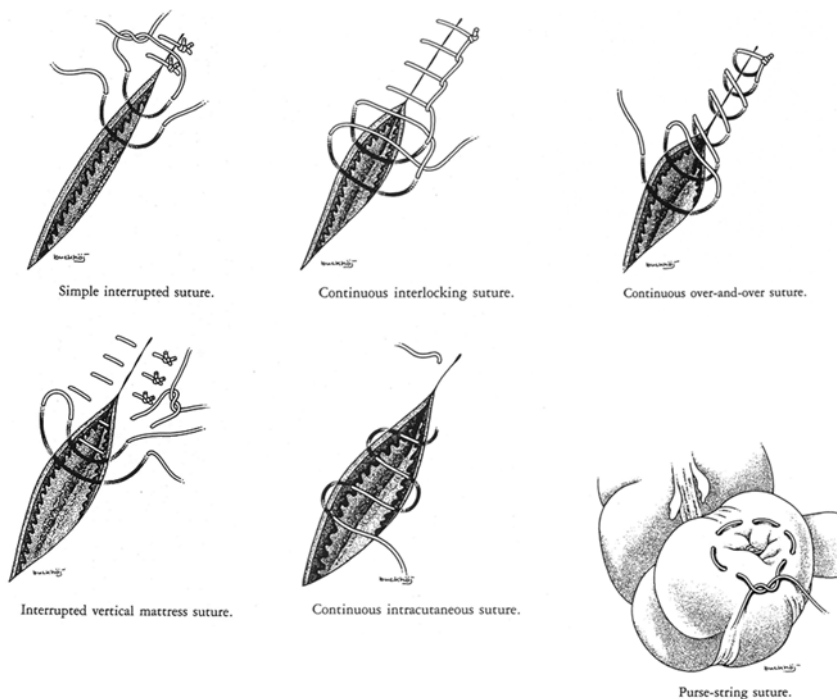 Simple interrupted suture.
Continuous interlocking suture.
Continuous over-and-over suture.
Interrupted vertical mattress suture.
Continuous intracutaneous suture.
Purse-string suture.